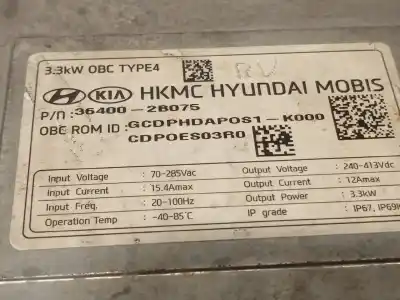 3.3kW OBC TYPE4
KIA HKMC HYUNDAI MOBIS
P/N : 36400-2B075
OBC ROM ID : GCDPHDAPOS1-K000
CDPOES03R0
Input Voltage : 70-285Vac
Input Current : 15.4Amax
Input Freq. : 20-100Hz
Operation Temp : -40-85℃
Output Voltage : 240-413Vdc
Output Current : 12Amax
Output Power : 3.3kW
IP grade : IP67, IP69K